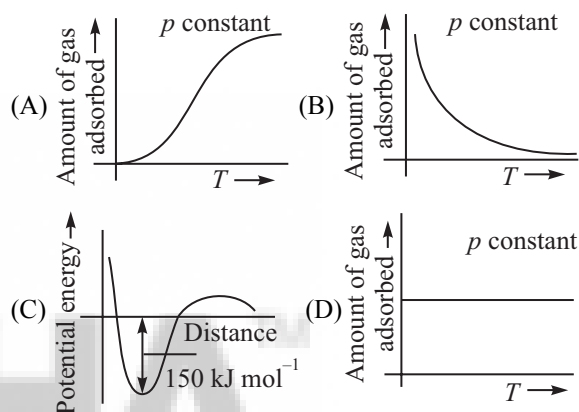 (A)
Amount of gas
adsorbed
p constant
T
(B)
Amount of gas
adsorbed
p constant
T
(C)
Potential energy
Distance
150 kJ mol⁻¹
(D)
Amount of gas
adsorbed
p constant
T